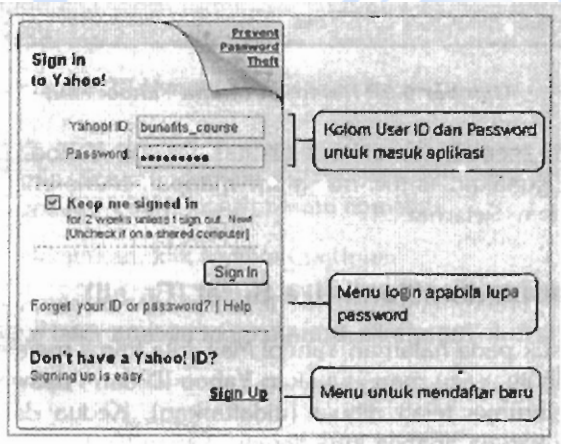 Prevent
Password
Theft
Sign in
to Yahoo!
Yahoo! ID: bunafits_course
Password: •••••••••
Kolom User ID dan Password
untuk masuk aplikasi
Keep me signed in
for 2 weeks unless I sign out. New!
[Uncheck if on a shared computer]
Sign In
Forget your ID or password? | Help
Menu login apabila lupa
password
Don't have a Yahoo! ID?
Signing up is easy.
Sign Up
Menu untuk mendaftar baru